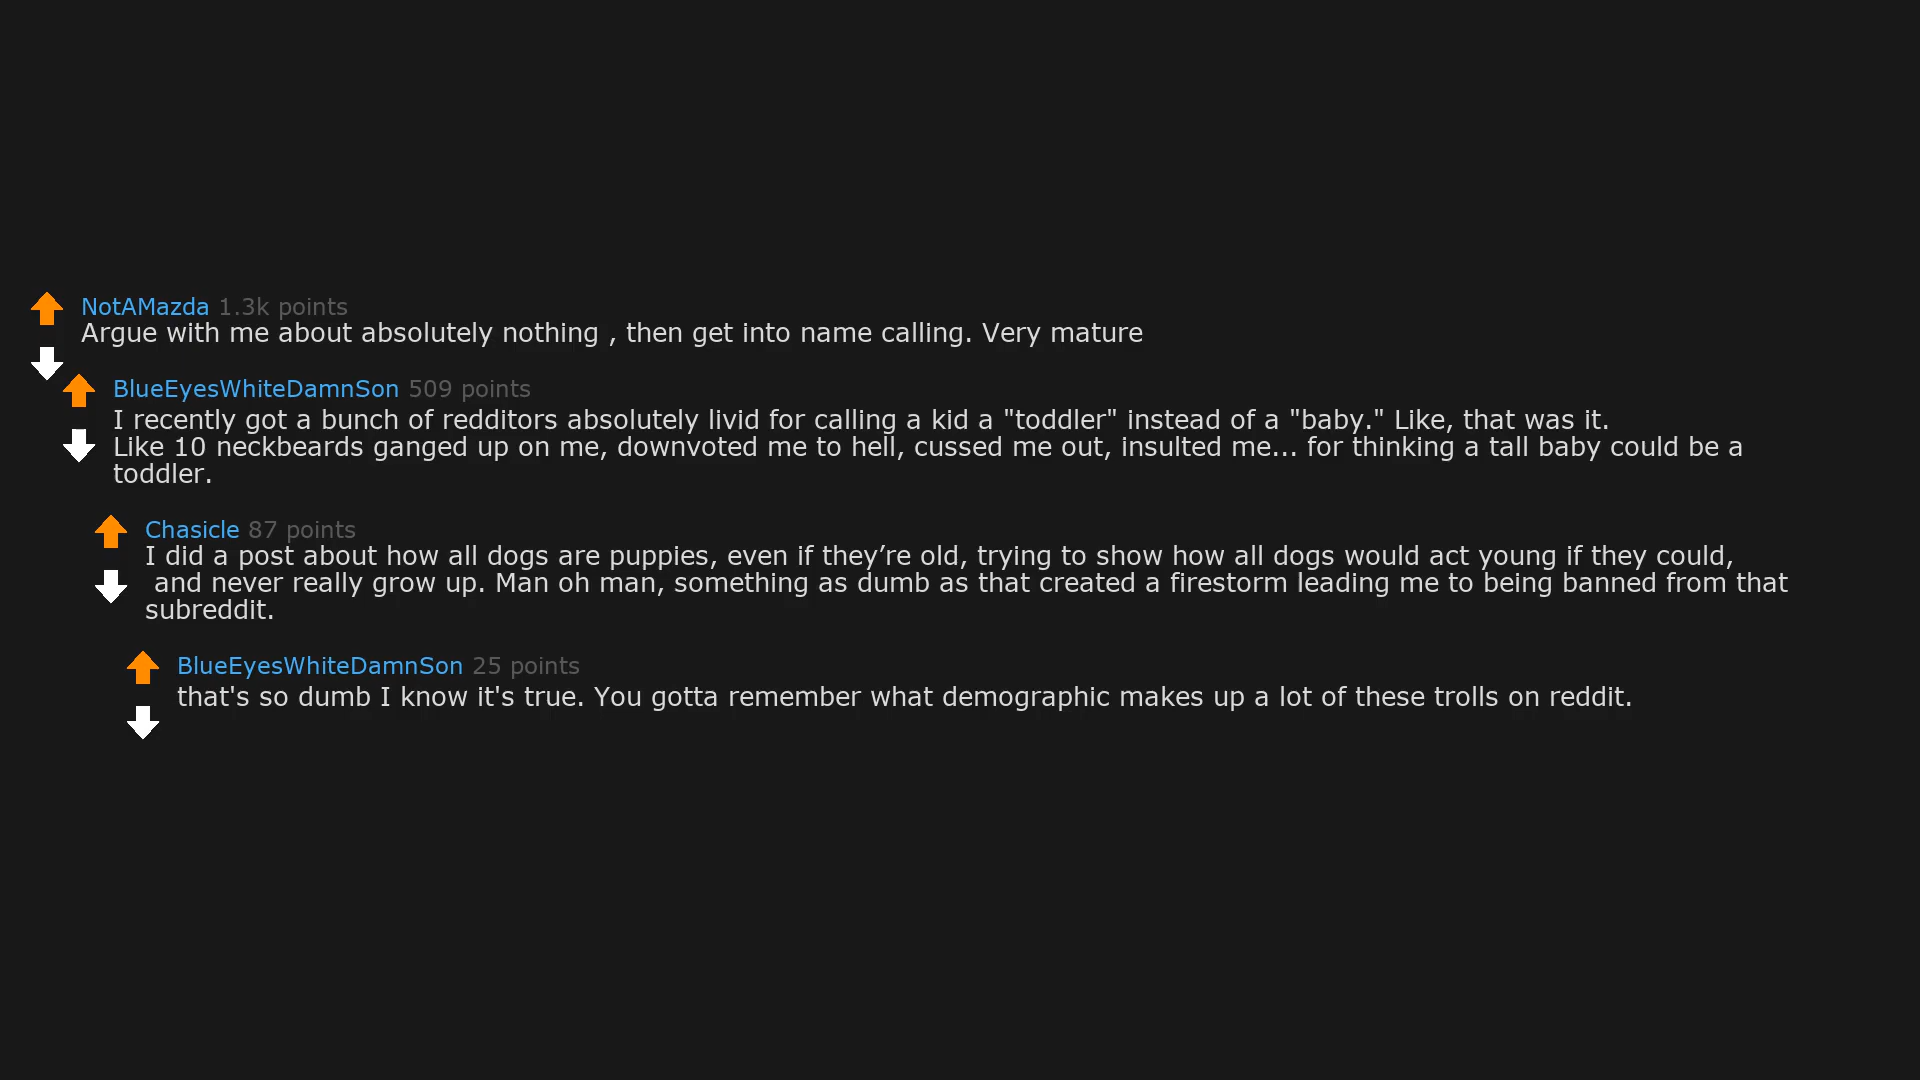 NotAMazda 1.3k points
Argue with me about absolutely nothing , then get into name calling. Very mature
BlueEyesWhiteDamnSon 509 points
I recently got a bunch of redditors absolutely livid for calling a kid a "toddler" instead of a "baby." Like, that was it.
Like 10 neckbeards ganged up on me, downvoted me to hell, cussed me out, insulted me... for thinking a tall baby could be a
toddler.
Chasicle 87 points
I did a post about how all dogs are puppies, even if they’re old, trying to show how all dogs would act young if they could,
and never really grow up. Man oh man, something as dumb as that created a firestorm leading me to being banned from that
subreddit.
BlueEyesWhiteDamnSon 25 points
that's so dumb I know it's true. You gotta remember what demographic makes up a lot of these trolls on reddit.